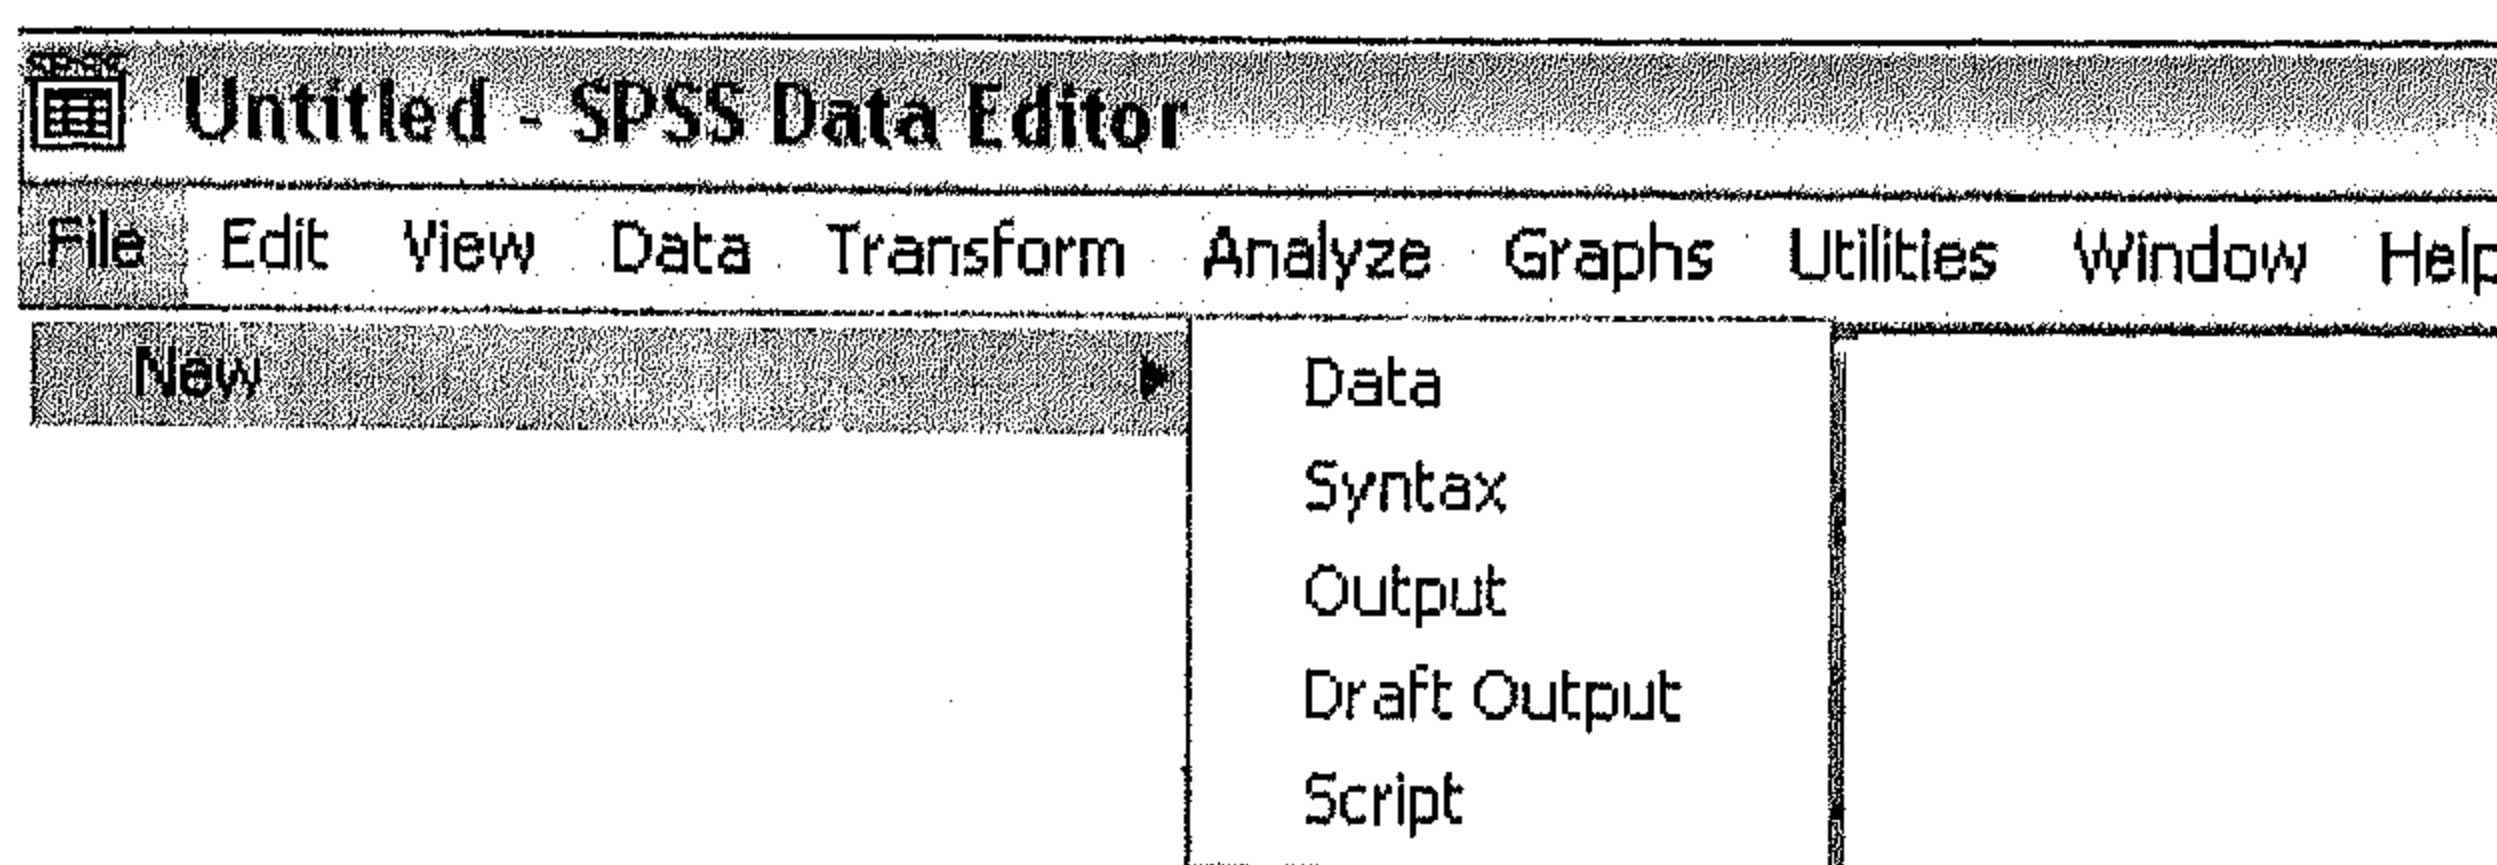 Untitled - SPSS Data Editor
File Edit View Data Transform Analyze Graphs Utilities Window Help
New
Data
Syntax
Output
Draft Output
Script